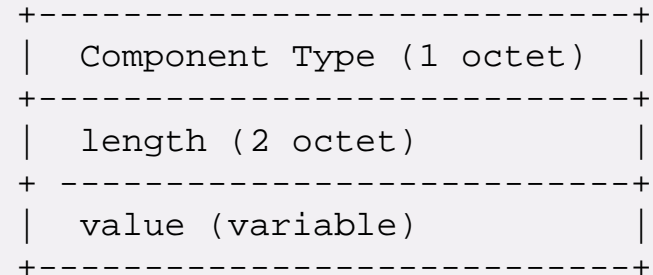 +----------------------------+
|  Component Type (1 octet)  |
+----------------------------+
|  length (2 octet)          |
+ ---------------------------+
|  value (variable)          |
+----------------------------+